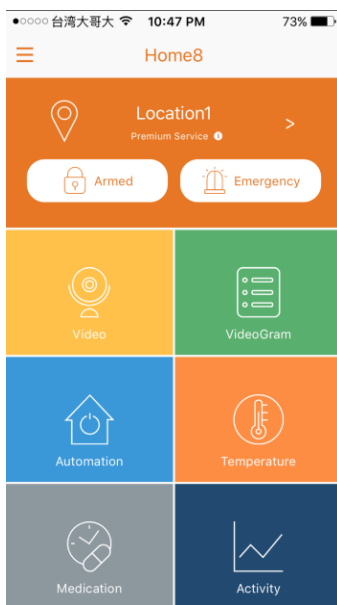 台湾大哥大 10:47 PM 73%
Home8
Location1 >
Premium Service
Armed Emergency
Video VideoGram
Automation Temperature
Medication Activity